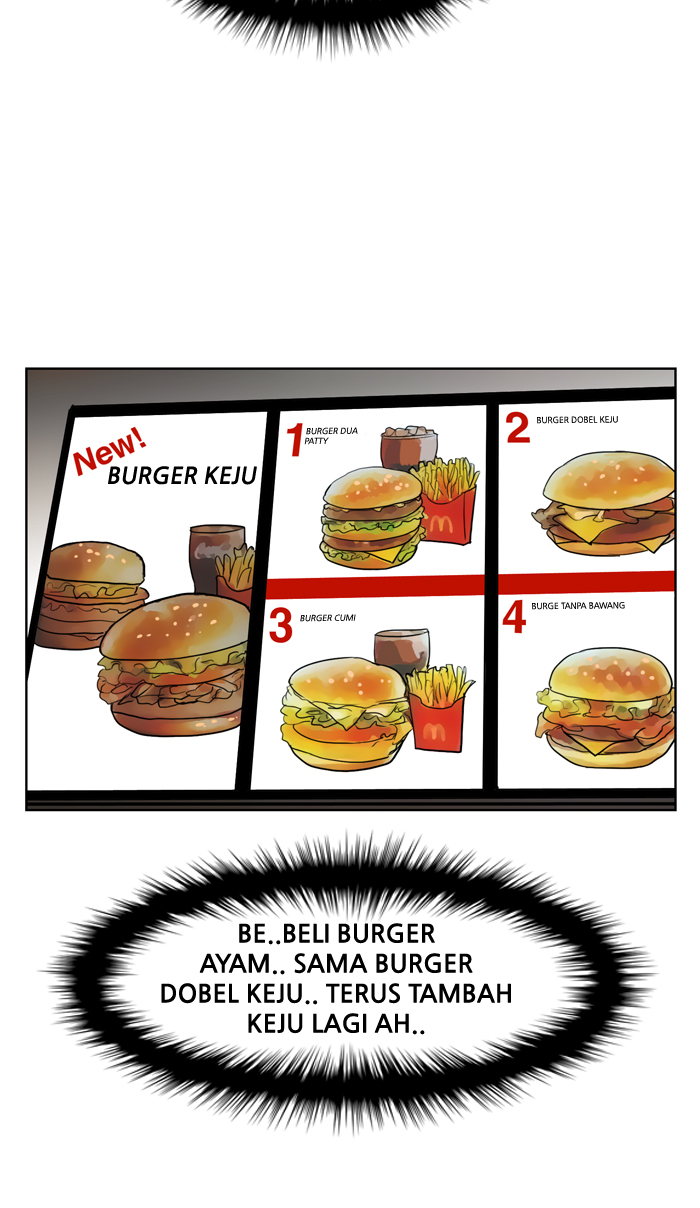 New!
BURGER KEJU
1
BURGER DUA
PATTY
2
BURGER DOBEL KEJU
3
BURGER CUMI
4
BURGE TANPA BAWANG
BE..BELI BURGER
AYAM.. SAMA BURGER
DOBEL KEJU.. TERUS TAMBAH
KEJU LAGI AH..